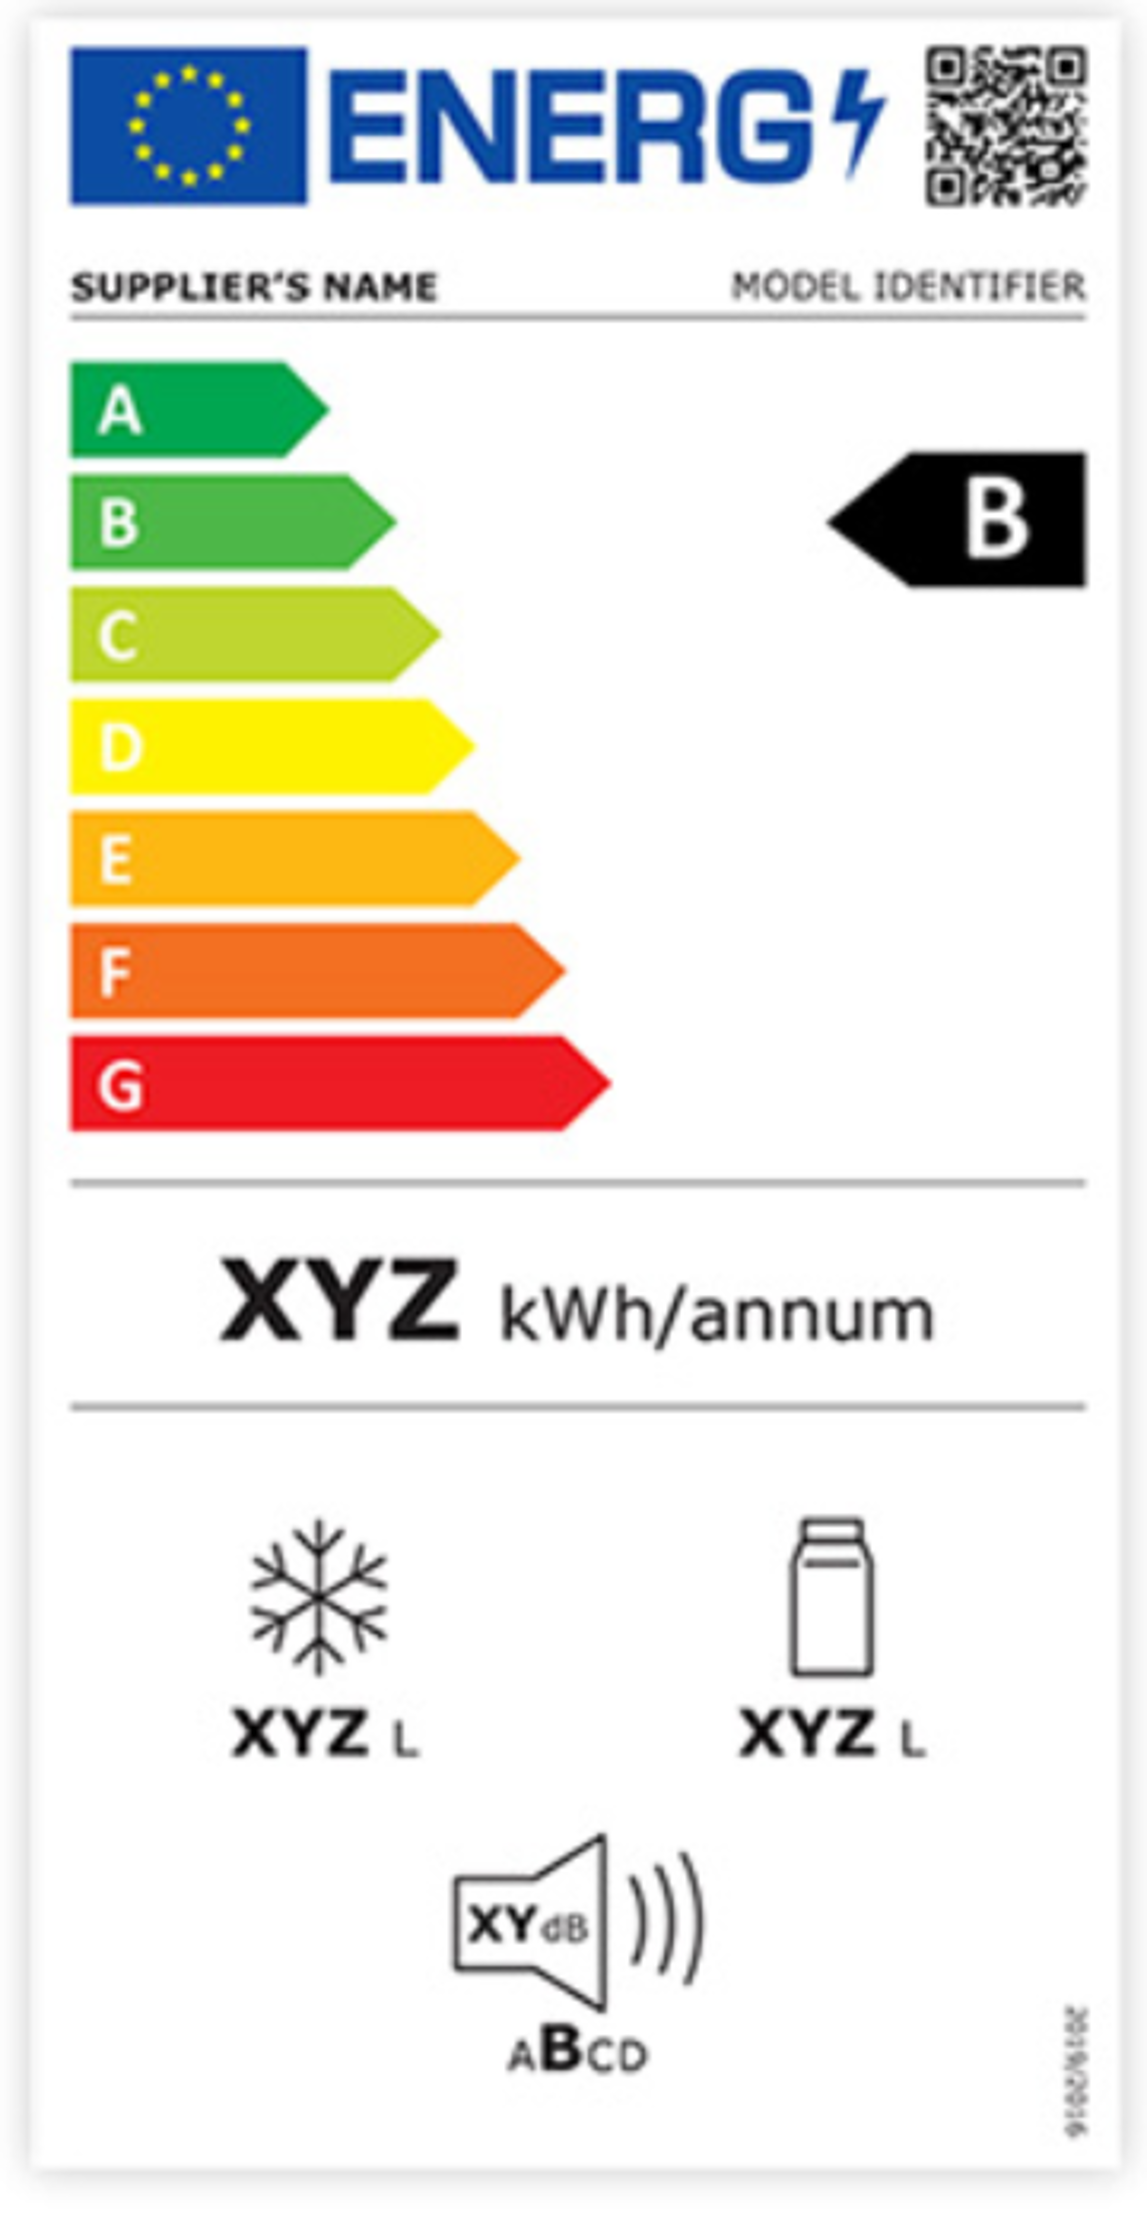 ENERG
SUPPLIER'S NAME MODEL IDENTIFIER
A
B
B
C
D
E
F
G
XYZ kWh/annum
XYZ L XYZ L
XYdB
ABCD
2019/2016